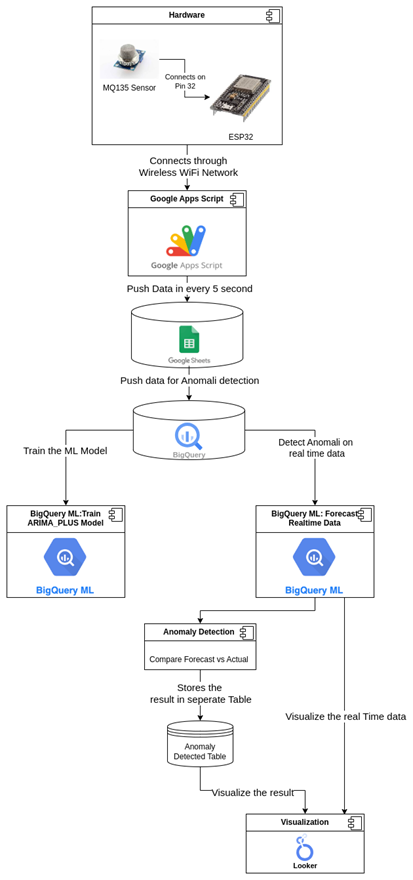 Hardware
Connects on
Pin 32
MQ135 Sensor
ESP32
Connects through
Wireless WiFi Network
Google Apps Script
Google Apps Script
Push Data in every 5 second
Google Sheets
Push data for Anomali detection
BigQuery
Train the ML Model
Detect Anomali on
real time data
BigQuery ML:Train
ARIMA_PLUS Model
BigQuery ML
BigQuery ML: Forecast
Realtime Data
BigQuery ML
Anomaly Detection
Compare Forecast vs Actual
Stores the
result in seperate Table
Visualize the real Time data
Anomaly
Detected Table
Visualize the result
Visualization
Looker